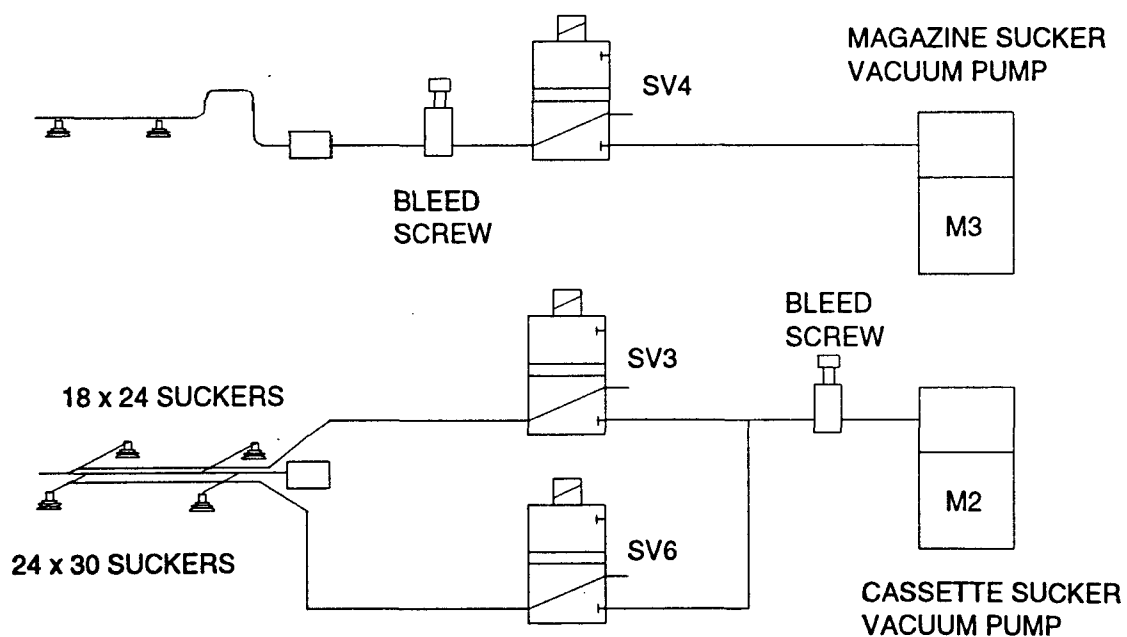 MAGAZINE SUCKER
VACUUM PUMP
SV4
BLEED
SCREW
M3
BLEED
SCREW
SV3
18 x 24 SUCKERS
M2
SV6
24 x 30 SUCKERS
CASSETTE SUCKER
VACUUM PUMP